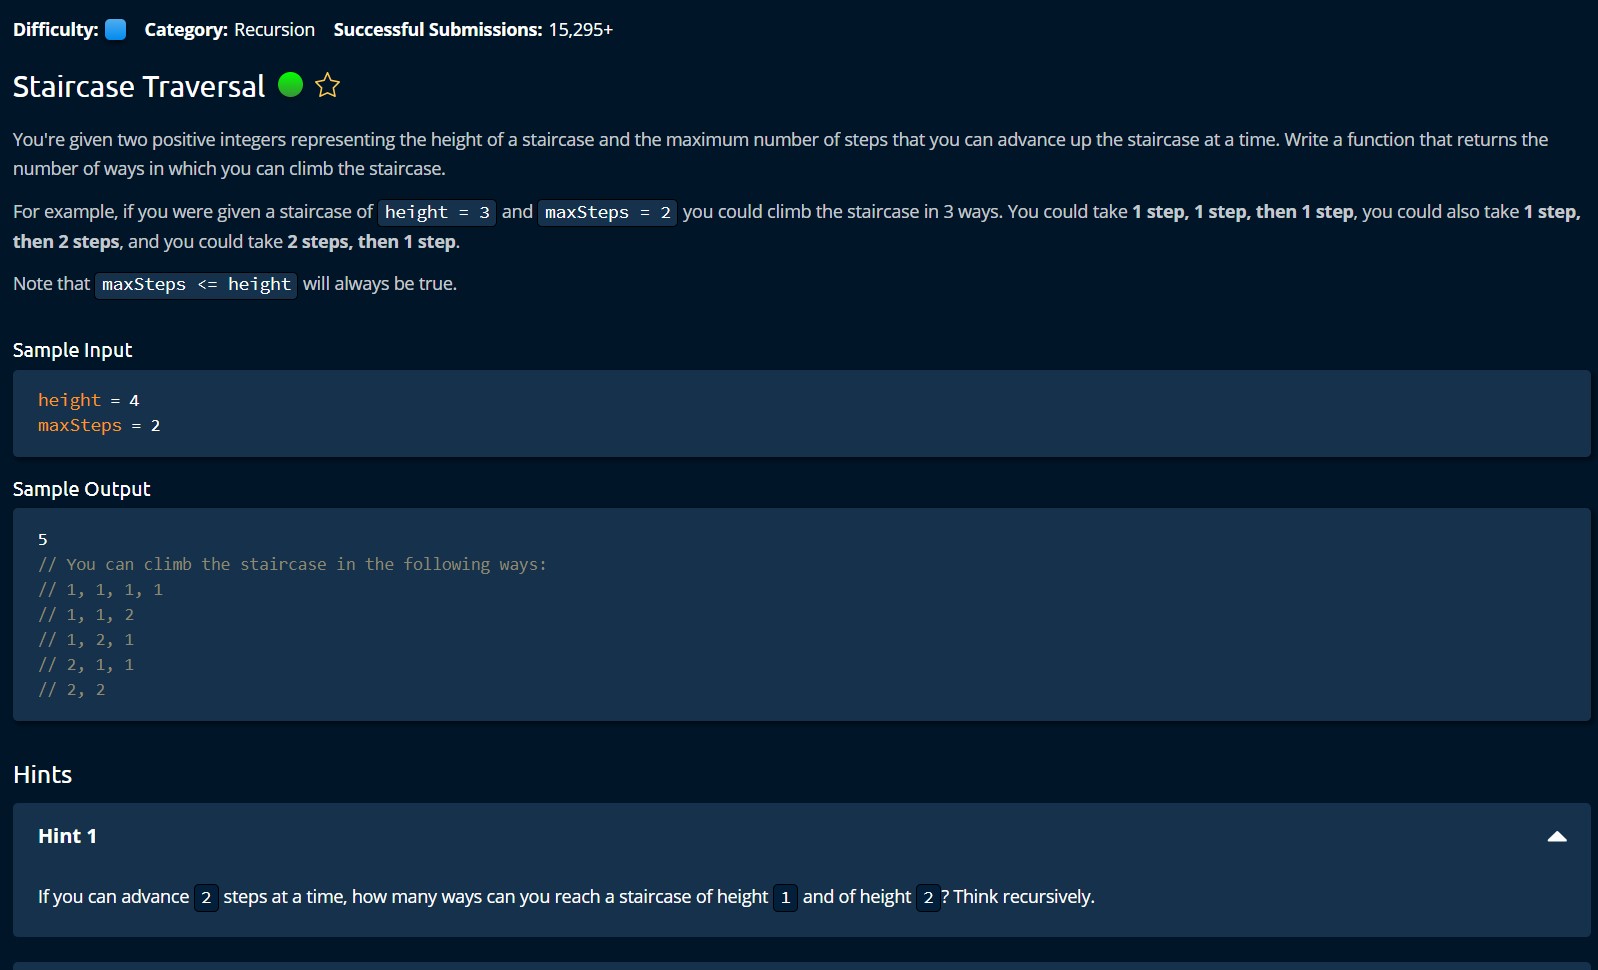 Difficulty: Category: Recursion Successful Submissions: 15,295+
Staircase Traversal
You're given two positive integers representing the height of a staircase and the maximum number of steps that you can advance up the staircase at a time. Write a function that returns the
number of ways in which you can climb the staircase.
For example, if you were given a staircase of height = 3 and maxSteps = 2 you could climb the staircase in 3 ways. You could take 1 step, 1 step, then 1 step, you could also take 1 step,
then 2 steps, and you could take 2 steps, then 1 step.
Note that maxSteps <= height will always be true.
Sample Input
height = 4
maxSteps = 2
Sample Output
5
// You can climb the staircase in the following ways:
// 1, 1, 1, 1
// 1, 1, 2
// 1, 2, 1
// 2, 1, 1
// 2, 2
Hints
Hint 1
If you can advance 2 steps at a time, how many ways can you reach a staircase of height 1 and of height 2? Think recursively.